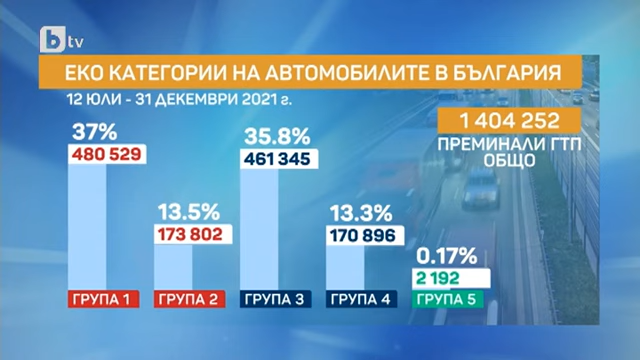 b tv
ЕКО КАТЕГОРИИ НА АВТОМОБИЛИТЕ В БЪЛГАРИЯ
12 ЮЛИ - 31 ДЕКЕМВРИ 2021 г.
1 404 252
ПРЕМИНАЛИ ГТП
ОБЩО
37%
480 529
13.5%
173 802
35.8%
461 345
13.3%
170 896
0.17%
2 192
ГРУПА 1
ГРУПА 2
ГРУПА 3
ГРУПА 4
ГРУПА 5